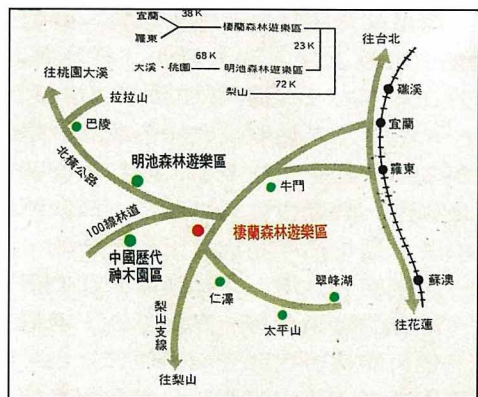 宜蘭
38 K
棲蘭森林遊樂區
羅東
23 K
大溪・桃園
68 K
明池森林遊樂區
72 K
梨山
往台北
往桃園大溪
拉拉山
巴陵
北橫公路
明池森林遊樂區
100線林道
中國歷代
神木園區
棲蘭森林遊樂區
牛鬥
礁溪
宜蘭
羅東
蘇澳
仁澤
翠峰湖
太平山
梨山支線
往梨山
往花蓮